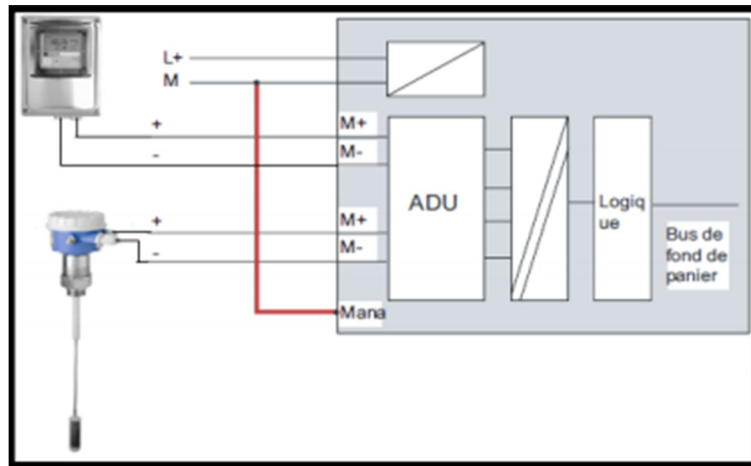 L+
M
+
M+
-
M-
ADU
Logiq
ue
+
M+
-
M-
Bus de
fond de
panier
Mana